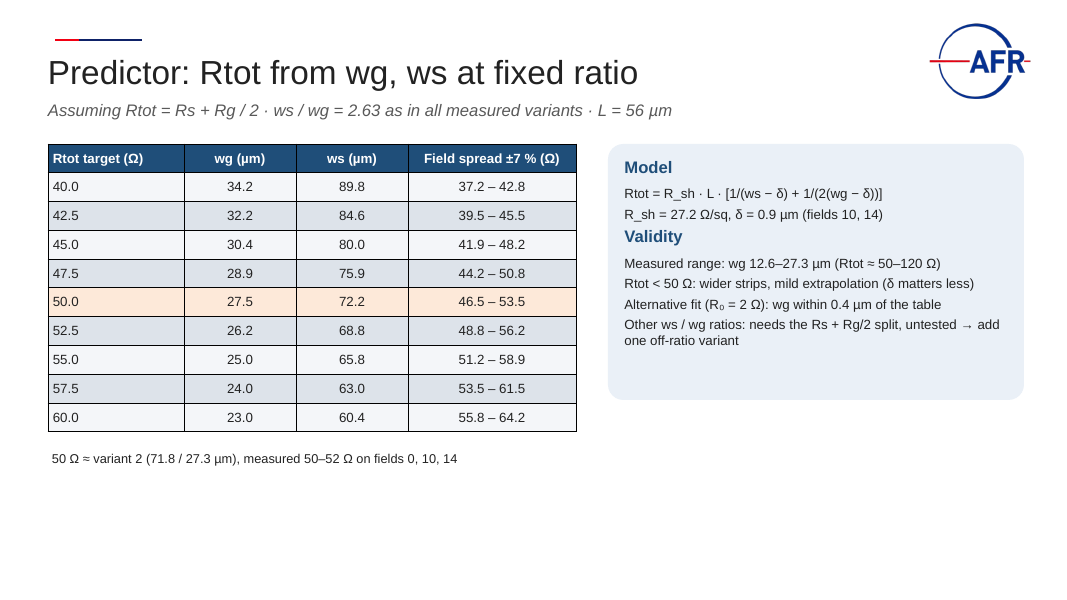 AFR
Predictor: Rtot from wg, ws at fixed ratio
Assuming Rtot = Rs + Rg / 2 · ws / wg = 2.63 as in all measured variants · L = 56 µm
Rtot target (Ω) wg (µm) ws (µm) Field spread ±7 % (Ω)
40.0 34.2 89.8 37.2 – 42.8
42.5 32.2 84.6 39.5 – 45.5
45.0 30.4 80.0 41.9 – 48.2
47.5 28.9 75.9 44.2 – 50.8
50.0 27.5 72.2 46.5 – 53.5
52.5 26.2 68.8 48.8 – 56.2
55.0 25.0 65.8 51.2 – 58.9
57.5 24.0 63.0 53.5 – 61.5
60.0 23.0 60.4 55.8 – 64.2
50 Ω ≈ variant 2 (71.8 / 27.3 µm), measured 50–52 Ω on fields 0, 10, 14
Model
Rtot = R_sh · L · [1/(ws − δ) + 1/(2(wg − δ))]
R_sh = 27.2 Ω/sq, δ = 0.9 µm (fields 10, 14)
Validity
Measured range: wg 12.6–27.3 µm (Rtot ≈ 50–120 Ω)
Rtot < 50 Ω: wider strips, mild extrapolation (δ matters less)
Alternative fit (R₀ = 2 Ω): wg within 0.4 µm of the table
Other ws / wg ratios: needs the Rs + Rg/2 split, untested → add
one off-ratio variant